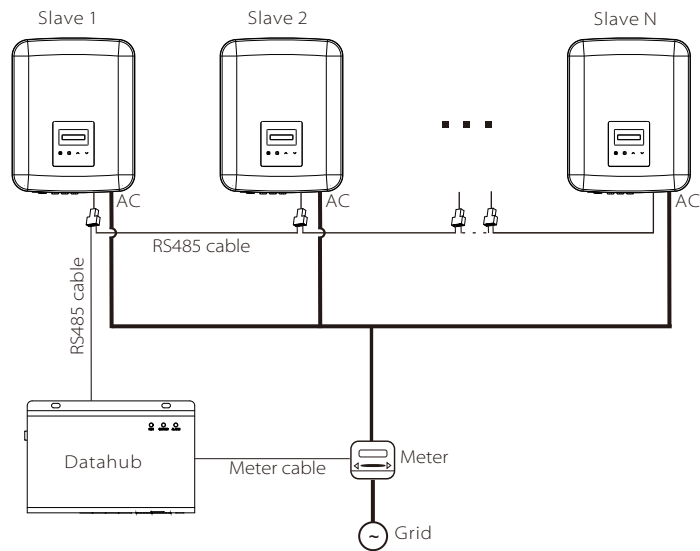 Slave 1
Slave 2
Slave N
AC
AC
AC
RS485 cable
RS485 cable
Datahub
Meter cable
Meter
Grid